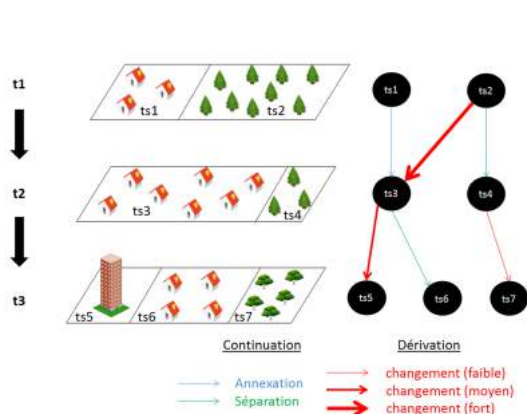 t1
ts1
ts2
ts1
ts2
t2
ts3
ts4
ts3
ts4
t3
ts5
ts6
ts7
ts5
ts6
ts7
Continuation
Dérivation
Annexation
Séparation
changement (faible)
changement (moyen)
changement (fort)